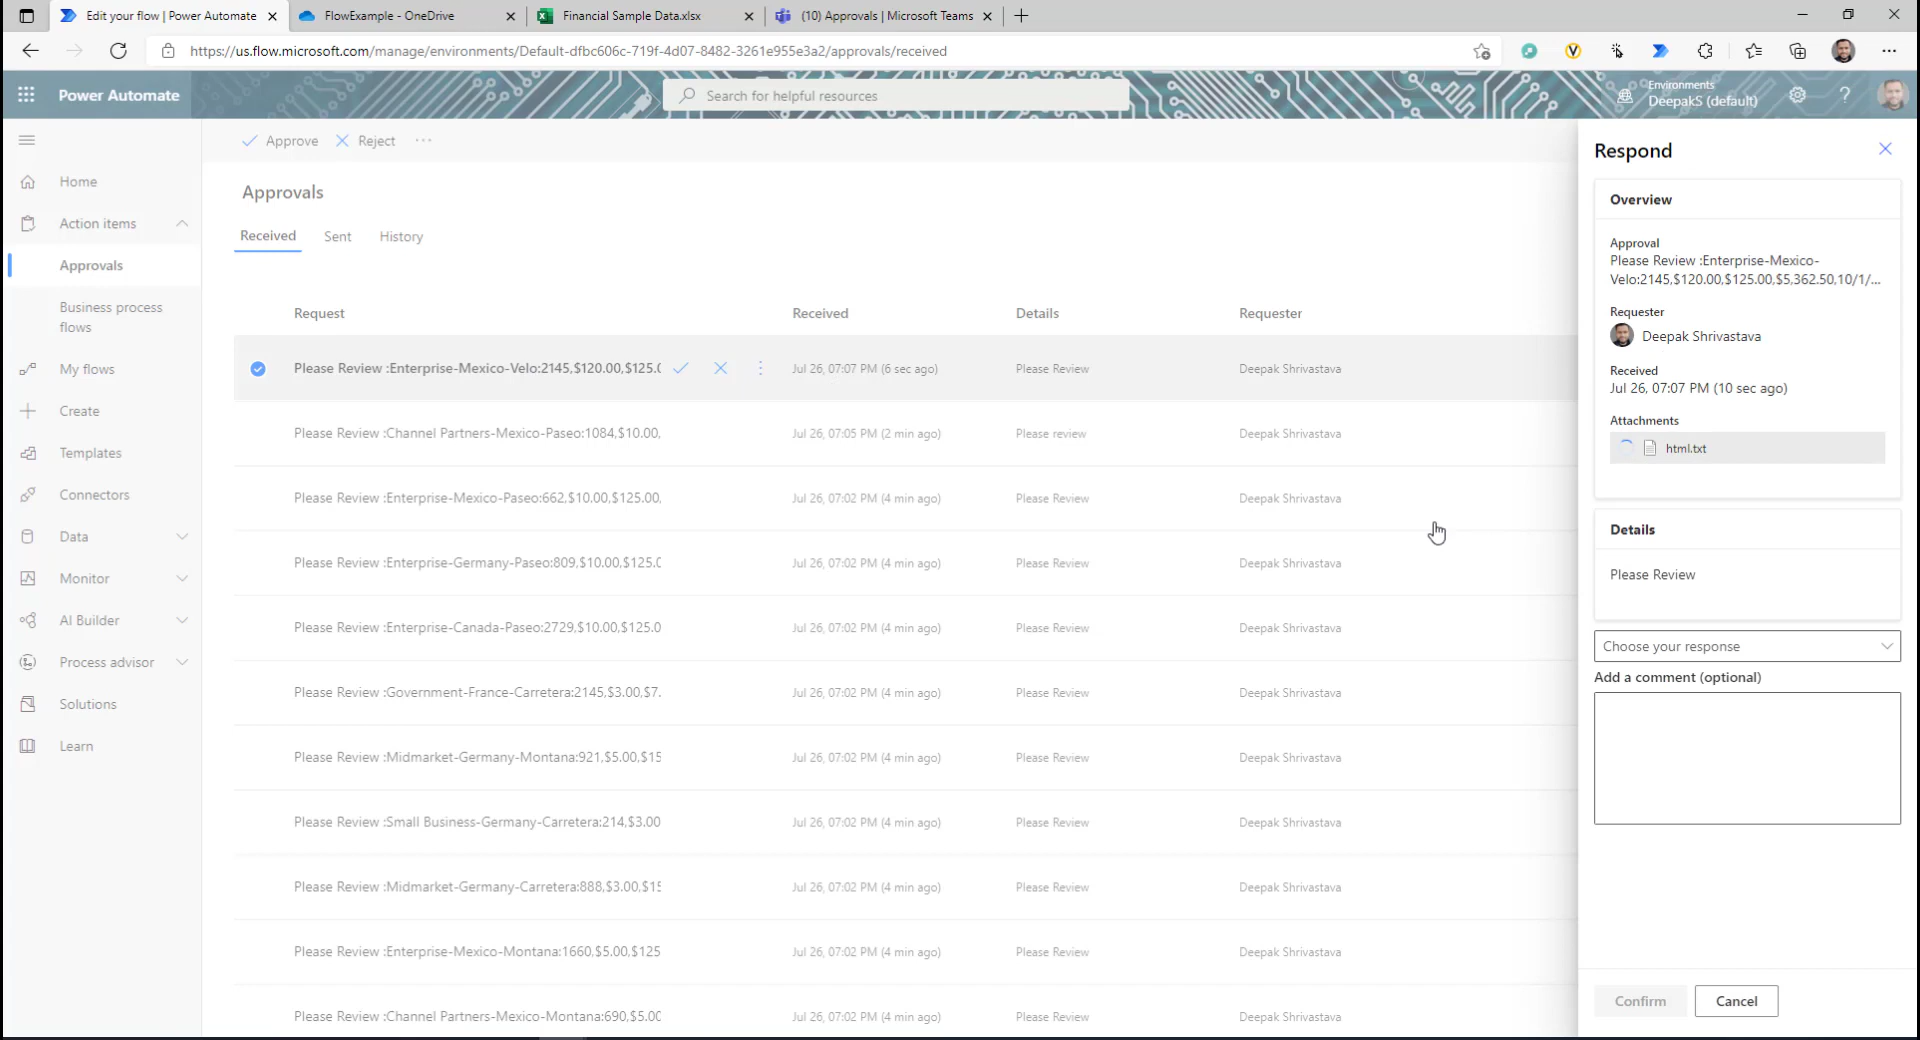 Edit your flow | Power Automate
FlowExample - OneDrive
Financial Sample Data.xlsx
(10) Approvals | Microsoft Teams
https://us.flow.microsoft.com/manage/environments/Default-dfbc606c-719f-4d07-8482-3261e955e3a2/approvals/received
Power Automate
Search for helpful resources
Environments
DeepakS (default)
Home
Action items
Approvals
Business process
flows
My flows
Create
Templates
Connectors
Data
Monitor
AI Builder
Process advisor
Solutions
Learn
Approve
Reject
Approvals
Received
Sent
History
Request
Received
Details
Requester
Please Review :Enterprise-Mexico-Velo:2145,$120.00,$125.0
Jul 26, 07:07 PM (6 sec ago)
Please Review
Deepak Shrivastava
Please Review :Channel Partners-Mexico-Paseo:1084,$10.00,
Jul 26, 07:05 PM (2 min ago)
Please review
Deepak Shrivastava
Please Review :Enterprise-Mexico-Paseo:662,$10.00,$125.00,
Jul 26, 07:02 PM (4 min ago)
Please Review
Deepak Shrivastava
Please Review :Enterprise-Germany-Paseo:809,$10.00,$125.0
Jul 26, 07:02 PM (4 min ago)
Please Review
Deepak Shrivastava
Please Review :Enterprise-Canada-Paseo:2729,$10.00,$125.0
Jul 26, 07:02 PM (4 min ago)
Please Review
Deepak Shrivastava
Please Review :Government-France-Carretera:2145,$3.00,$7.
Jul 26, 07:02 PM (4 min ago)
Please Review
Deepak Shrivastava
Please Review :Midmarket-Germany-Montana:921,$5.00,$15
Jul 26, 07:02 PM (4 min ago)
Please Review
Deepak Shrivastava
Please Review :Small Business-Germany-Carretera:214,$3.00
Jul 26, 07:02 PM (4 min ago)
Please Review
Deepak Shrivastava
Please Review :Midmarket-Germany-Carretera:888,$3.00,$15
Jul 26, 07:02 PM (4 min ago)
Please Review
Deepak Shrivastava
Please Review :Enterprise-Mexico-Montana:1660,$5.00,$125
Jul 26, 07:02 PM (4 min ago)
Please Review
Deepak Shrivastava
Please Review :Channel Partners-Mexico-Montana:690,$5.00
Jul 26, 07:02 PM (4 min ago)
Please Review
Deepak Shrivastava
Respond
Overview
Approval
Please Review :Enterprise-Mexico-
Velo:2145,$120.00,$125.00,$5,362.50,10/1/...
Requester
Deepak Shrivastava
Received
Jul 26, 07:07 PM (10 sec ago)
Attachments
html.txt
Details
Please Review
Choose your response
Add a comment (optional)
Confirm
Cancel